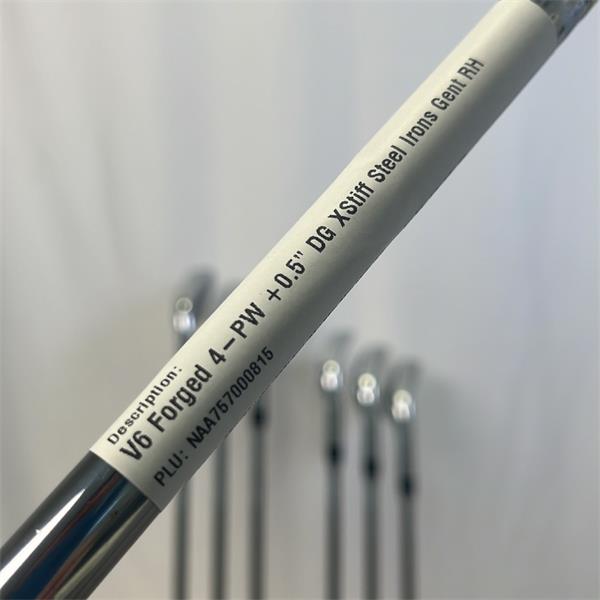 Description:
V6 Forged 4-PW +0.5" DG XStiff Steel Irons Gent RH
PLU: NAA757000815